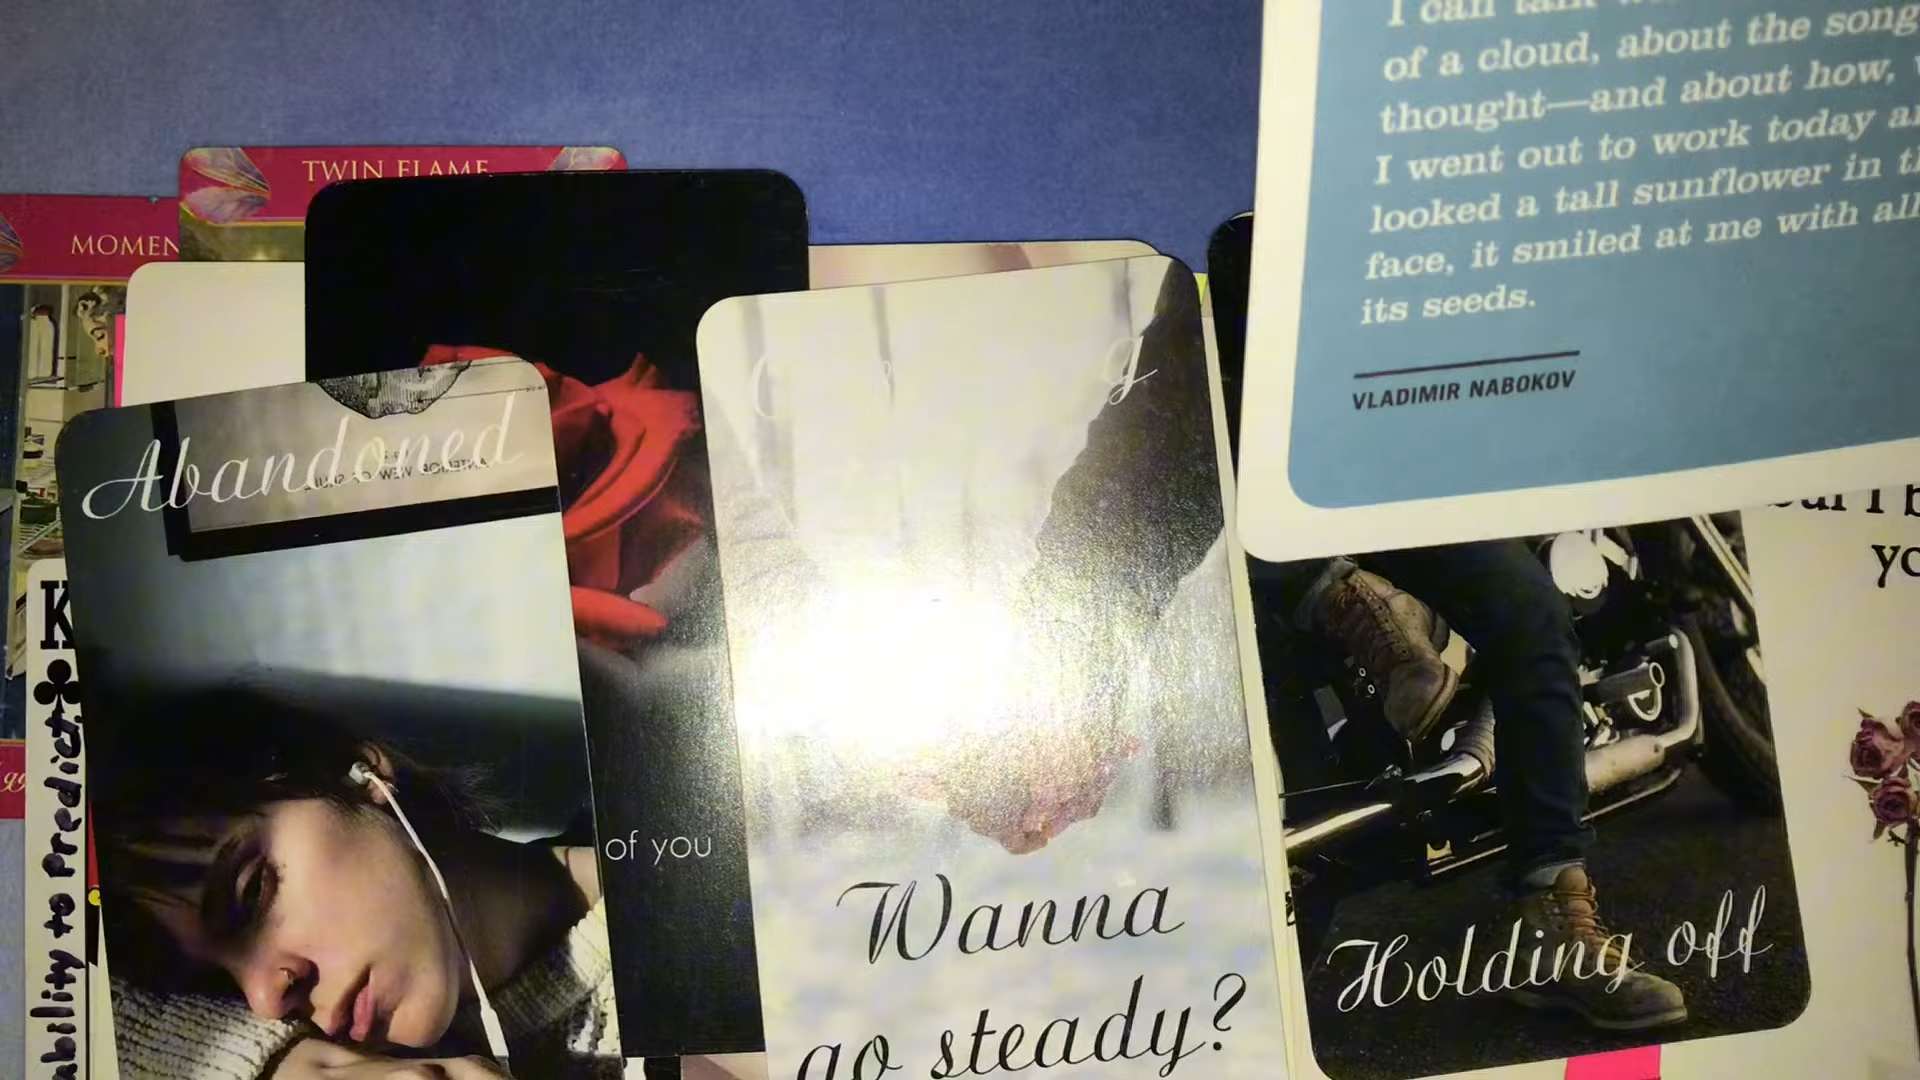 I can
of a cloud, about the song
thought—and about how,
I went out to work today
looked a tall sunflower in
face, it smiled at me with all
its seeds.
VLADIMIR NABOKOV
TWIN FLAME
Abandoned
of you
Wanna
go steady?
Holding off
K
ability to Predict.